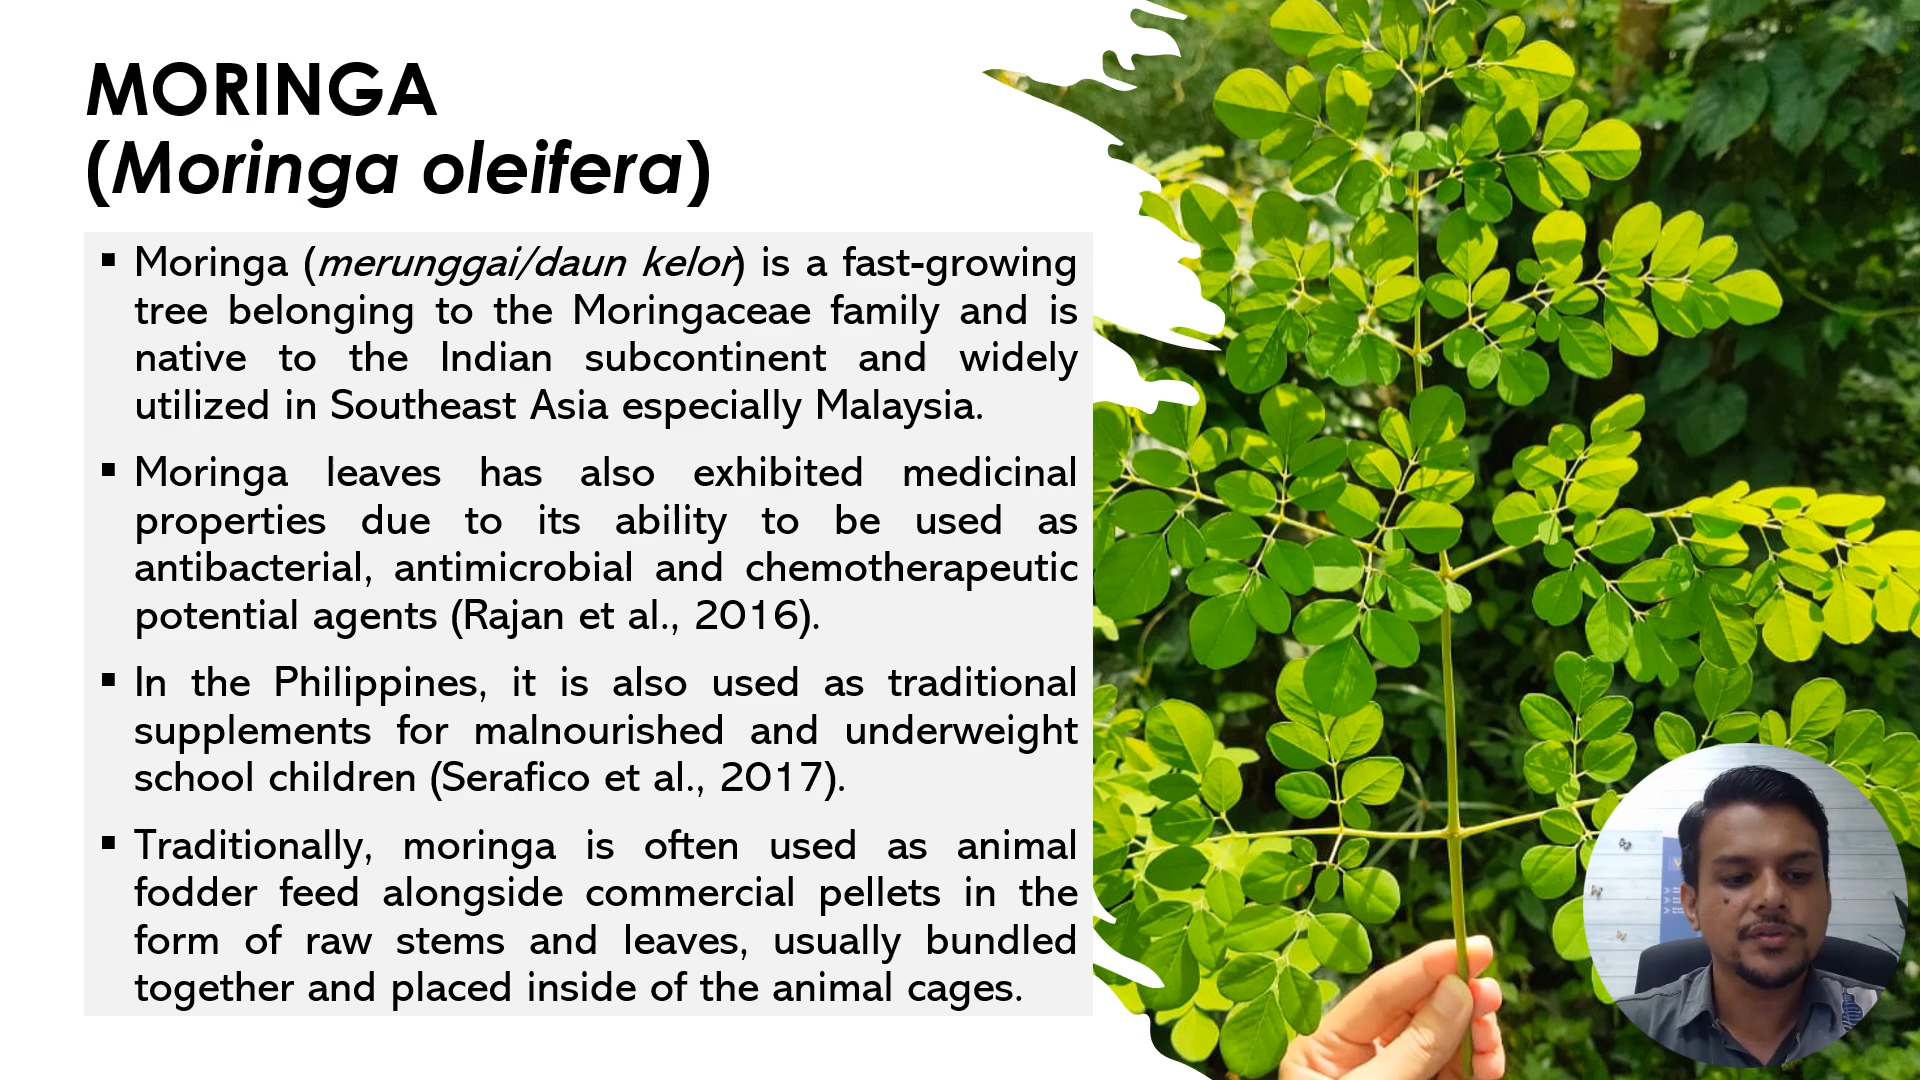 MORINGA
(Moringa oleifera)
▪ Moringa (merunggai/daun kelor) is a fast-growing
tree belonging to the Moringaceae family and is
native to the Indian subcontinent and widely
utilized in Southeast Asia especially Malaysia.
▪ Moringa leaves has also exhibited medicinal
properties due to its ability to be used as
antibacterial, antimicrobial and chemotherapeutic
potential agents (Rajan et al., 2016).
▪ In the Philippines, it is also used as traditional
supplements for malnourished and underweight
school children (Serafico et al., 2017).
▪ Traditionally, moringa is often used as animal
fodder feed alongside commercial pellets in the
form of raw stems and leaves, usually bundled
together and placed inside of the animal cages.